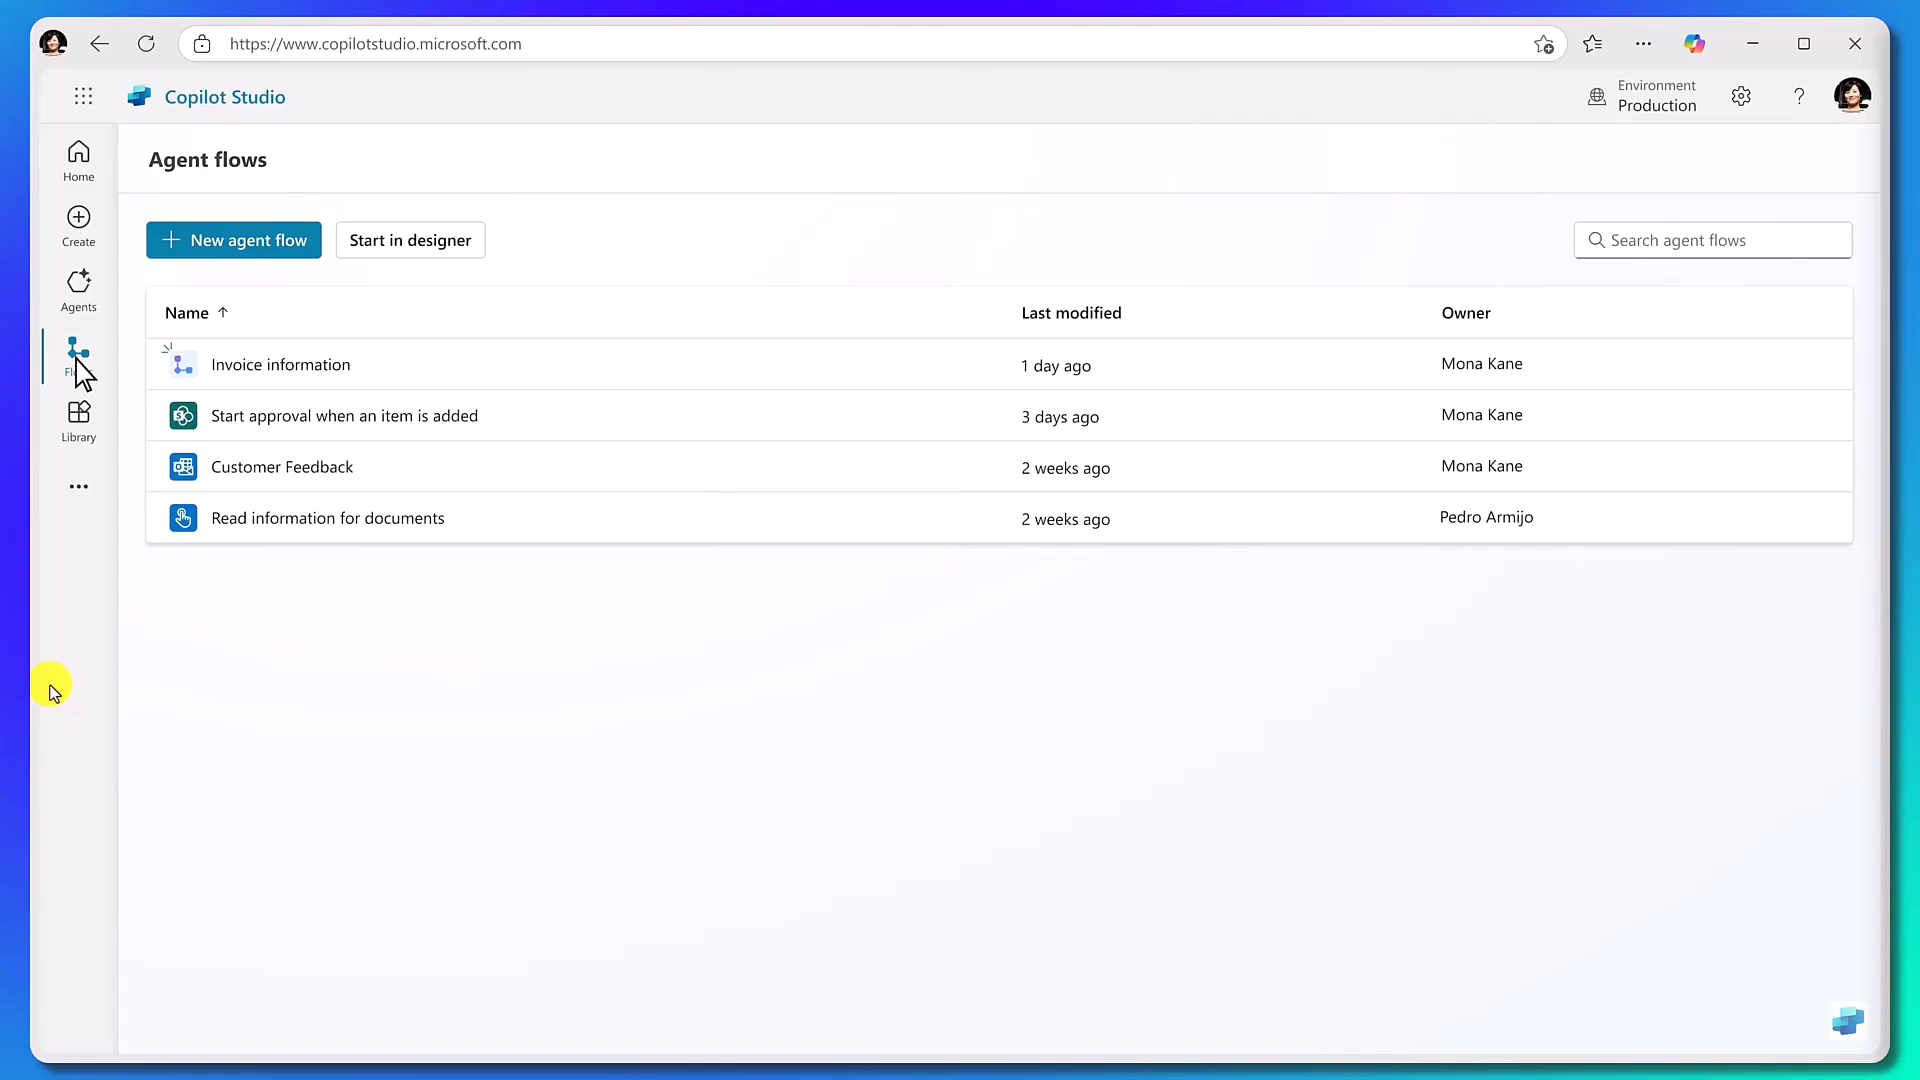 https://www.copilotstudio.microsoft.com
Copilot Studio
Environment
Production
?
Home
Create
Agents
Library
Agent flows
New agent flow
Start in designer
Search agent flows
Name ↑ Last modified Owner
Invoice information 1 day ago Mona Kane
Start approval when an item is added 3 days ago Mona Kane
Customer Feedback 2 weeks ago Mona Kane
Read information for documents 2 weeks ago Pedro Armijo